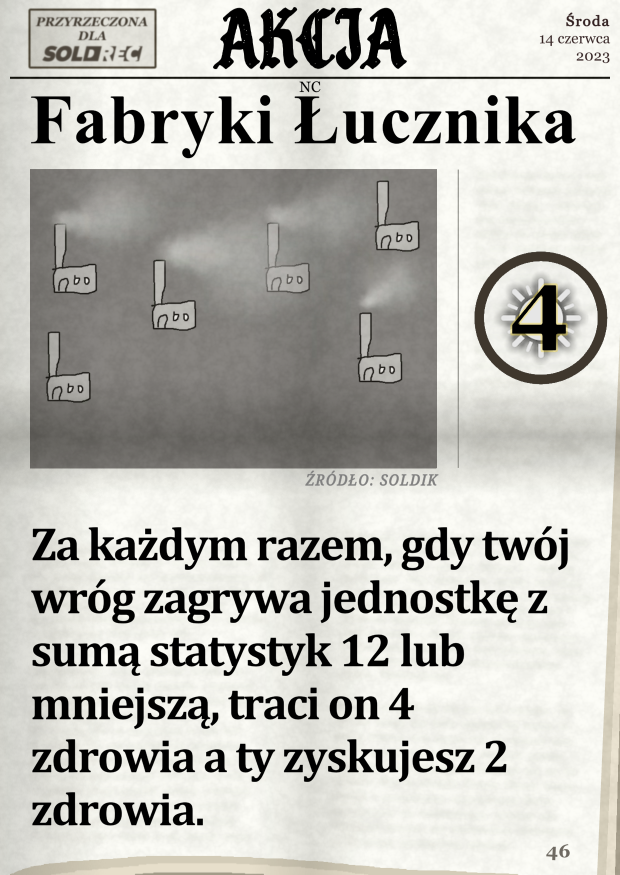 PRZYRZECZONA
DLA
SOLDREC
AKCJA
Środa
14 czerwca
2023
NC
Fabryki Łucznika
4
ŹRÓDŁO: SOLDIK
Za każdym razem, gdy twój
wróg zagrywa jednostkę z
sumą statystyk 12 lub
mniejszą, traci on 4
zdrowia a ty zyskujesz 2
zdrowia.
46